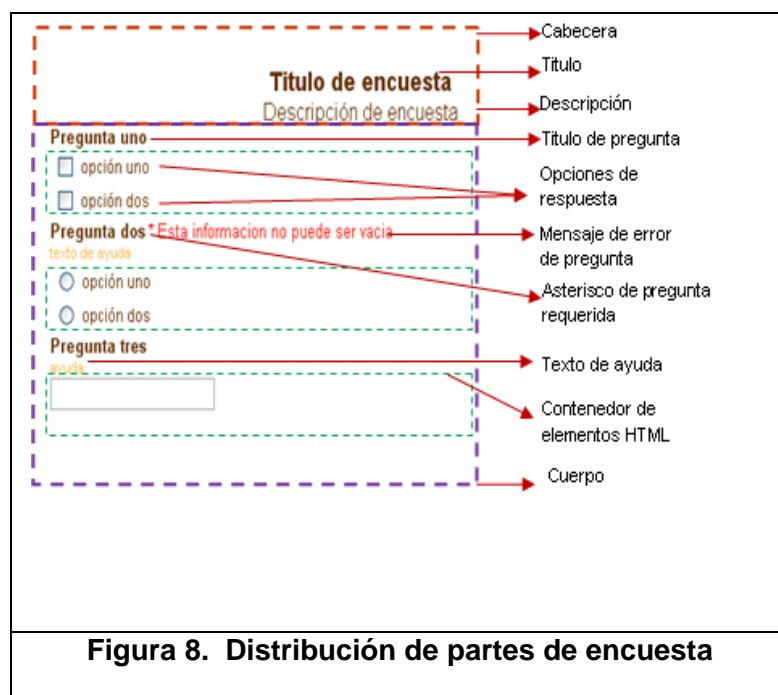 Cabecera
Titulo
Titulo de encuesta
Descripción de encuesta
Descripción
Pregunta uno
Titulo de pregunta
opción uno
Opciones de
respuesta
opción dos
Pregunta dos * Esta informacion no puede ser vacia
Mensaje de error
de pregunta
texto de ayuda
opción uno
Asterisco de pregunta
requerida
opción dos
Pregunta tres
ayuda
Texto de ayuda
Contenedor de
elementos HTML
Cuerpo
Figura 8. Distribución de partes de encuesta